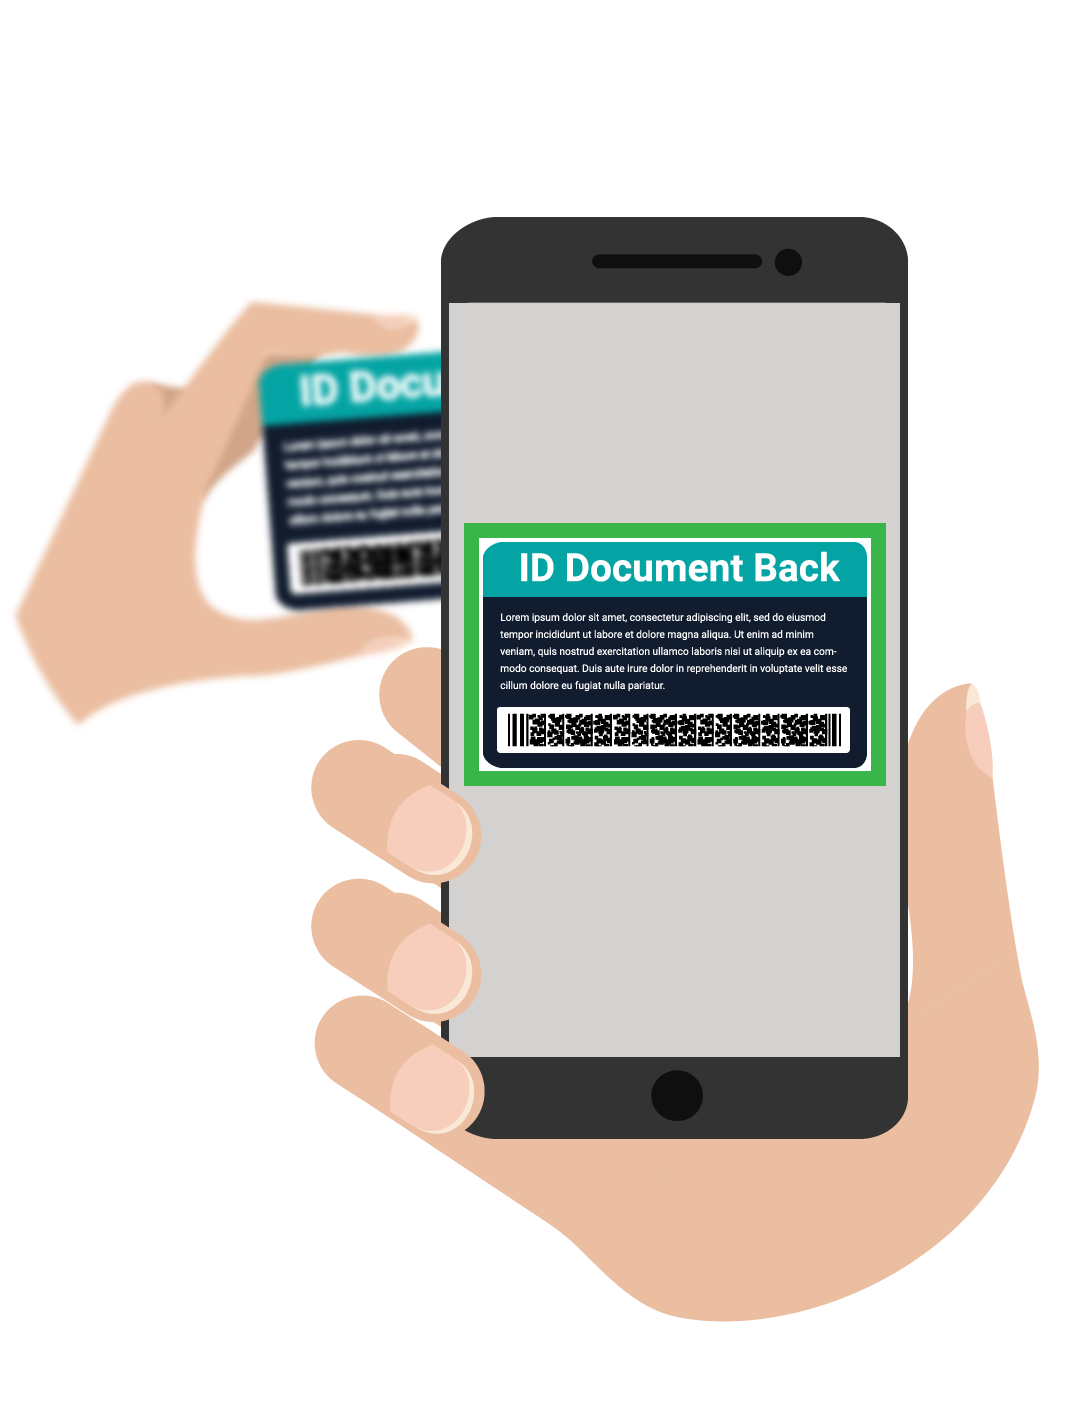 ID Docu
ID Document Back
Lorem ipsum dolor sit amet, consectetur adipiscing elit, sed do eiusmod
tempor incididunt ut labore et dolore magna aliqua. Ut enim ad minim
veniam, quis nostrud exercitation ullamco laboris nisi ut aliquip ex ea com-
modo consequat. Duis aute irure dolor in reprehenderit in voluptate velit esse
cillum dolore eu fugiat nulla pariatur.